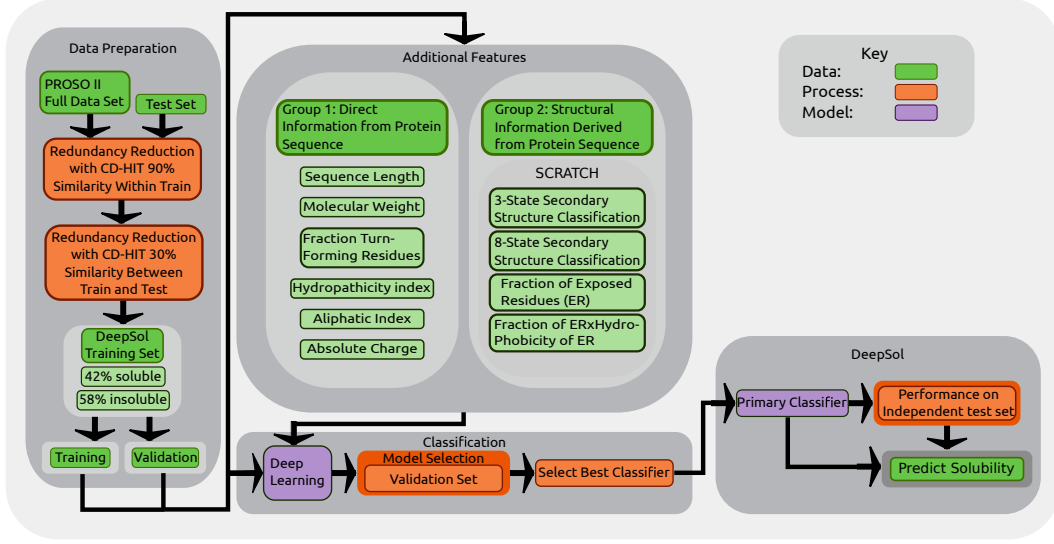 Data Preparation
PROSO II
Full Data Set
Test Set
Redundancy Reduction
with CD-HIT 90%
Similarity Within Train
Redundancy Reduction
with CD-HIT 30%
Similarity Between
Train and Test
DeepSol
Training Set
42% soluble
58% insoluble
Training
Validation
Additional Features
Group 1: Direct
Information from Protein
Sequence
Sequence Length
Molecular Weight
Fraction Turn-
Forming Residues
Hydropathicity index
Aliphatic Index
Absolute Charge
Group 2: Structural
Information Derived
from Protein Sequence
SCRATCH
3-State Secondary
Structure Classification
8-State Secondary
Structure Classification
Fraction of Exposed
Residues (ER)
Fraction of ERxHydro-
Phobicity of ER
Key
Data:
Process:
Model:
Classification
Deep
Learning
Model Selection
Validation Set
Select Best Classifier
DeepSol
Primary Classifier
Performance on
Independent test set
Predict Solubility